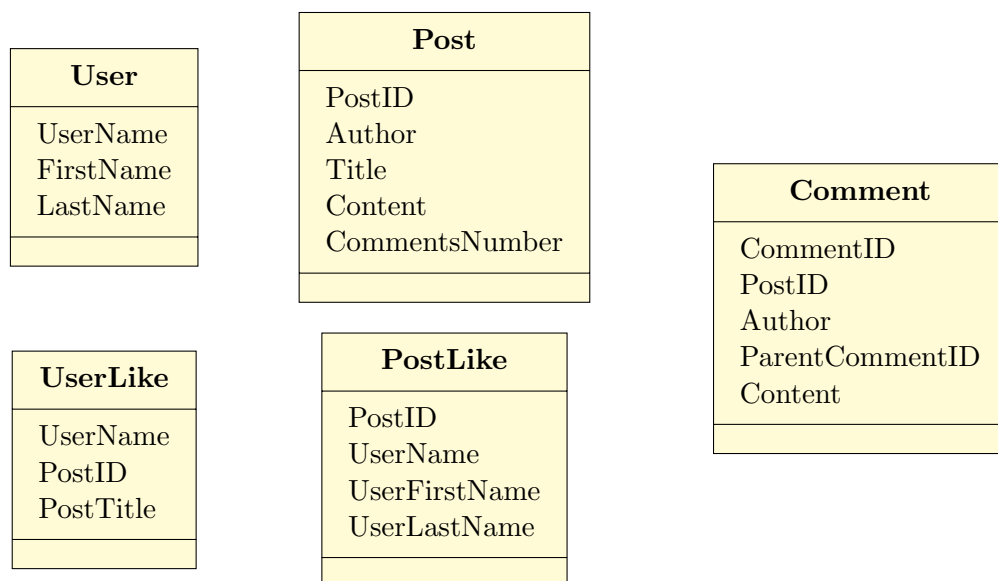 User
UserName
FirstName
LastName
Post
PostID
Author
Title
Content
CommentsNumber
Comment
CommentID
PostID
Author
ParentCommentID
Content
UserLike
UserName
PostID
PostTitle
PostLike
PostID
UserName
UserFirstName
UserLastName